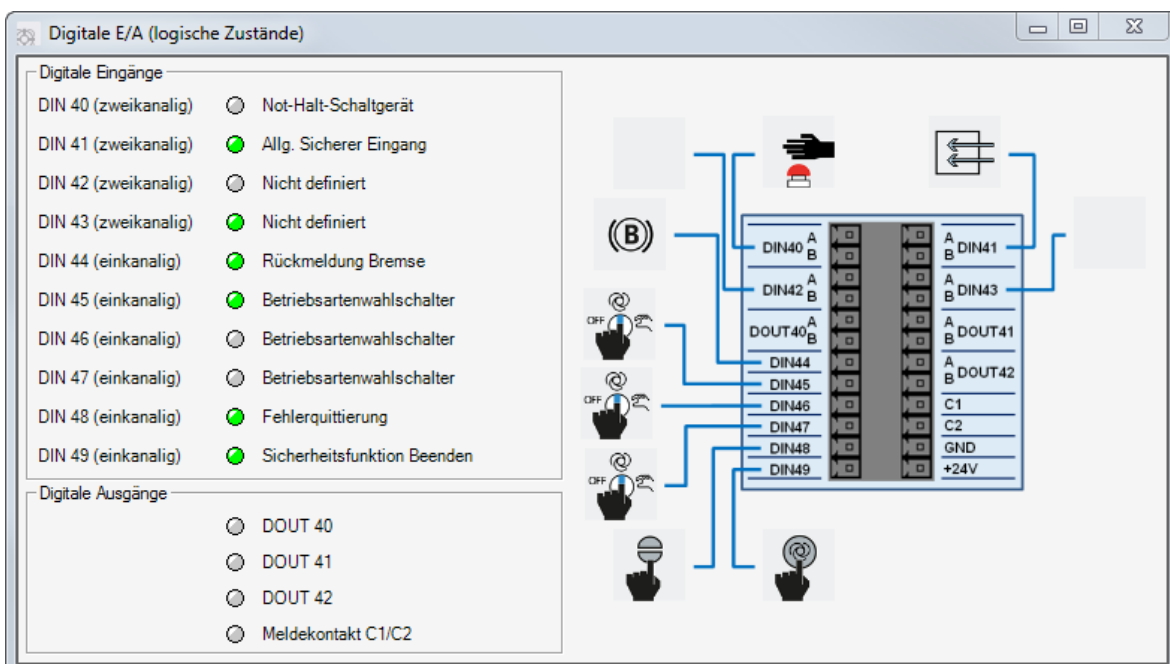 Digitale E/A (logische Zustände)
Digitale Eingänge
DIN 40 (zweikanalig) Not-Halt-Schaltgerät
DIN 41 (zweikanalig) Allg. Sicherer Eingang
DIN 42 (zweikanalig) Nicht definiert
DIN 43 (zweikanalig) Nicht definiert
DIN 44 (einkanalig) Rückmeldung Bremse
DIN 45 (einkanalig) Betriebsartenwahlschalter
DIN 46 (einkanalig) Betriebsartenwahlschalter
DIN 47 (einkanalig) Betriebsartenwahlschalter
DIN 48 (einkanalig) Fehlerquittierung
DIN 49 (einkanalig) Sicherheitsfunktion Beenden
Digitale Ausgänge
DOUT 40
DOUT 41
DOUT 42
Meldekontakt C1/C2
B
OFF
OFF
OFF
DIN40 A B
A B DIN41
DIN42 A B
A B DIN43
DOUT40 A B
A B DOUT41
DIN44
A B DOUT42
DIN45
DIN46
C1
DIN47
C2
DIN48
GND
DIN49
+24V